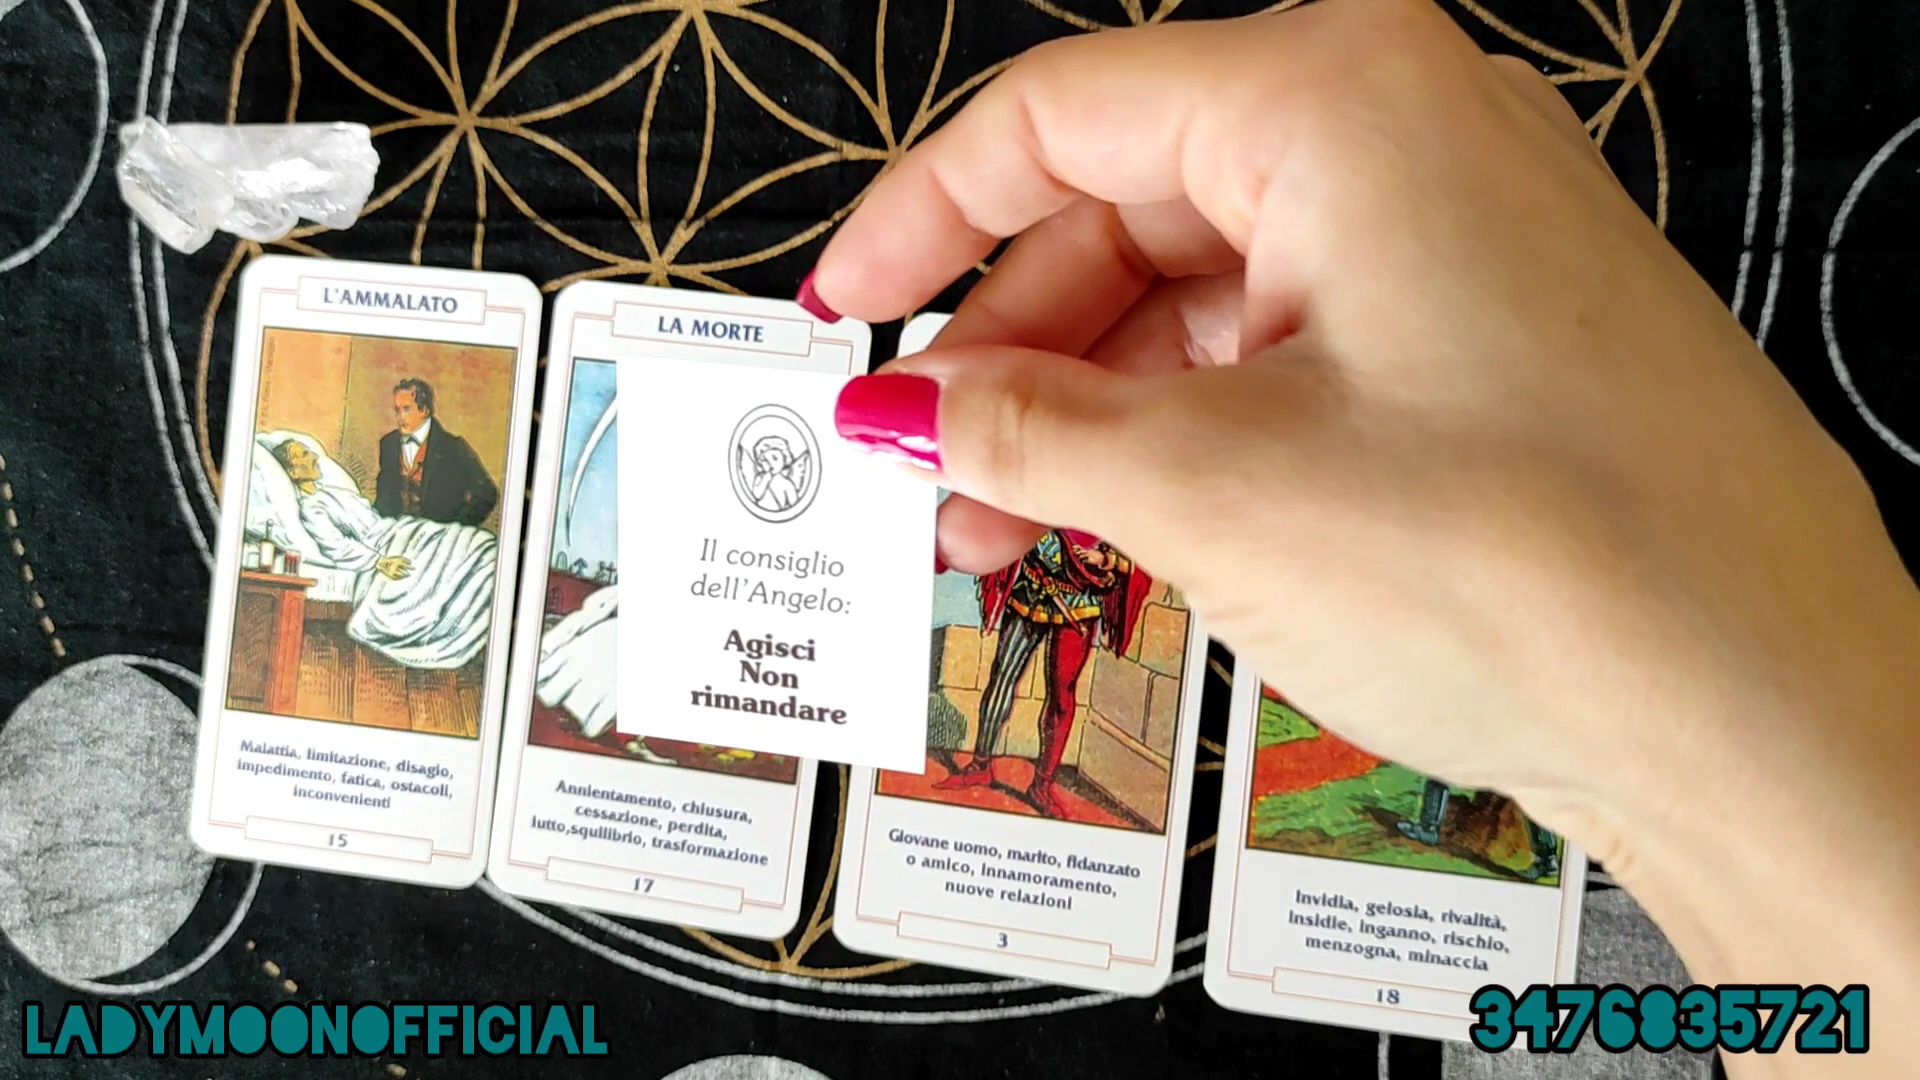 L'AMMALATO
Malattia, limitazione, disagio,
impedimento, fatica, ostacoli,
inconvenienti
15
LA MORTE
Annientamento, chiusura,
cessazione, perdita,
lutto,squilibrio, trasformazione
17
Il consiglio
dell'Angelo:
Agisci
Non
rimandare
Giovane uomo, marito, fidanzato
o amico, innamoramento,
nuove relazioni
3
Invidia, gelosia, rivalità,
insidie, inganno, rischio,
menzogna, minaccia
18
LADYMOONOFFICIAL
3476835721